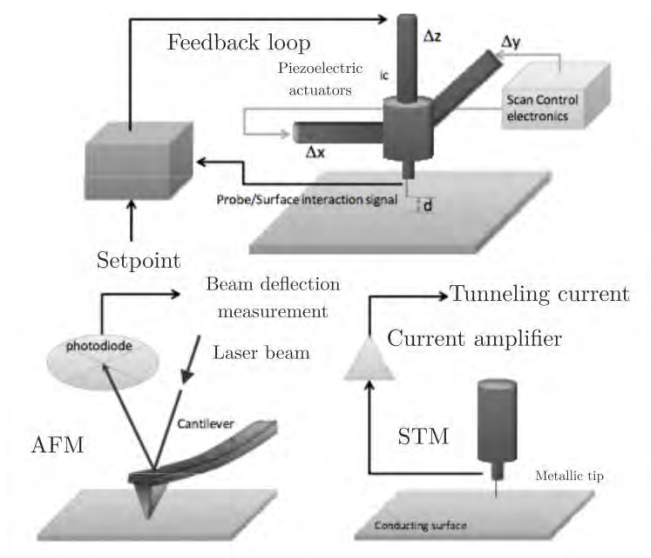 Feedback loop
Δz
Δy
Piezoelectric
actuators
ic
Scan Control
electronics
Δx
Probe/Surface interaction signal
d
Setpoint
Beam deflection
measurement
Tunneling current
photodiode
Laser beam
Current amplifier
Cantilever
AFM
STM
Metallic tip
Conducting surface